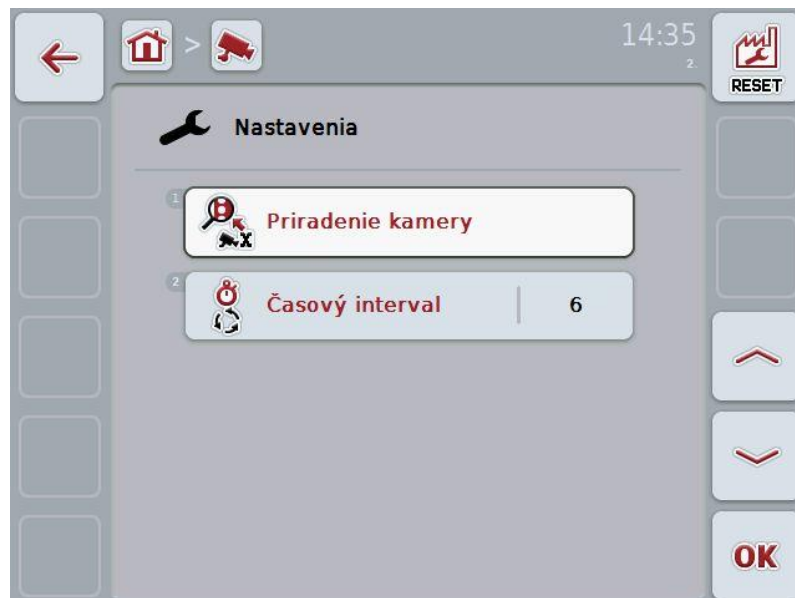 >
14:35
2.
RESET
Nastavenia
1
Priradenie kamery
X
2
Časový interval
6
OK